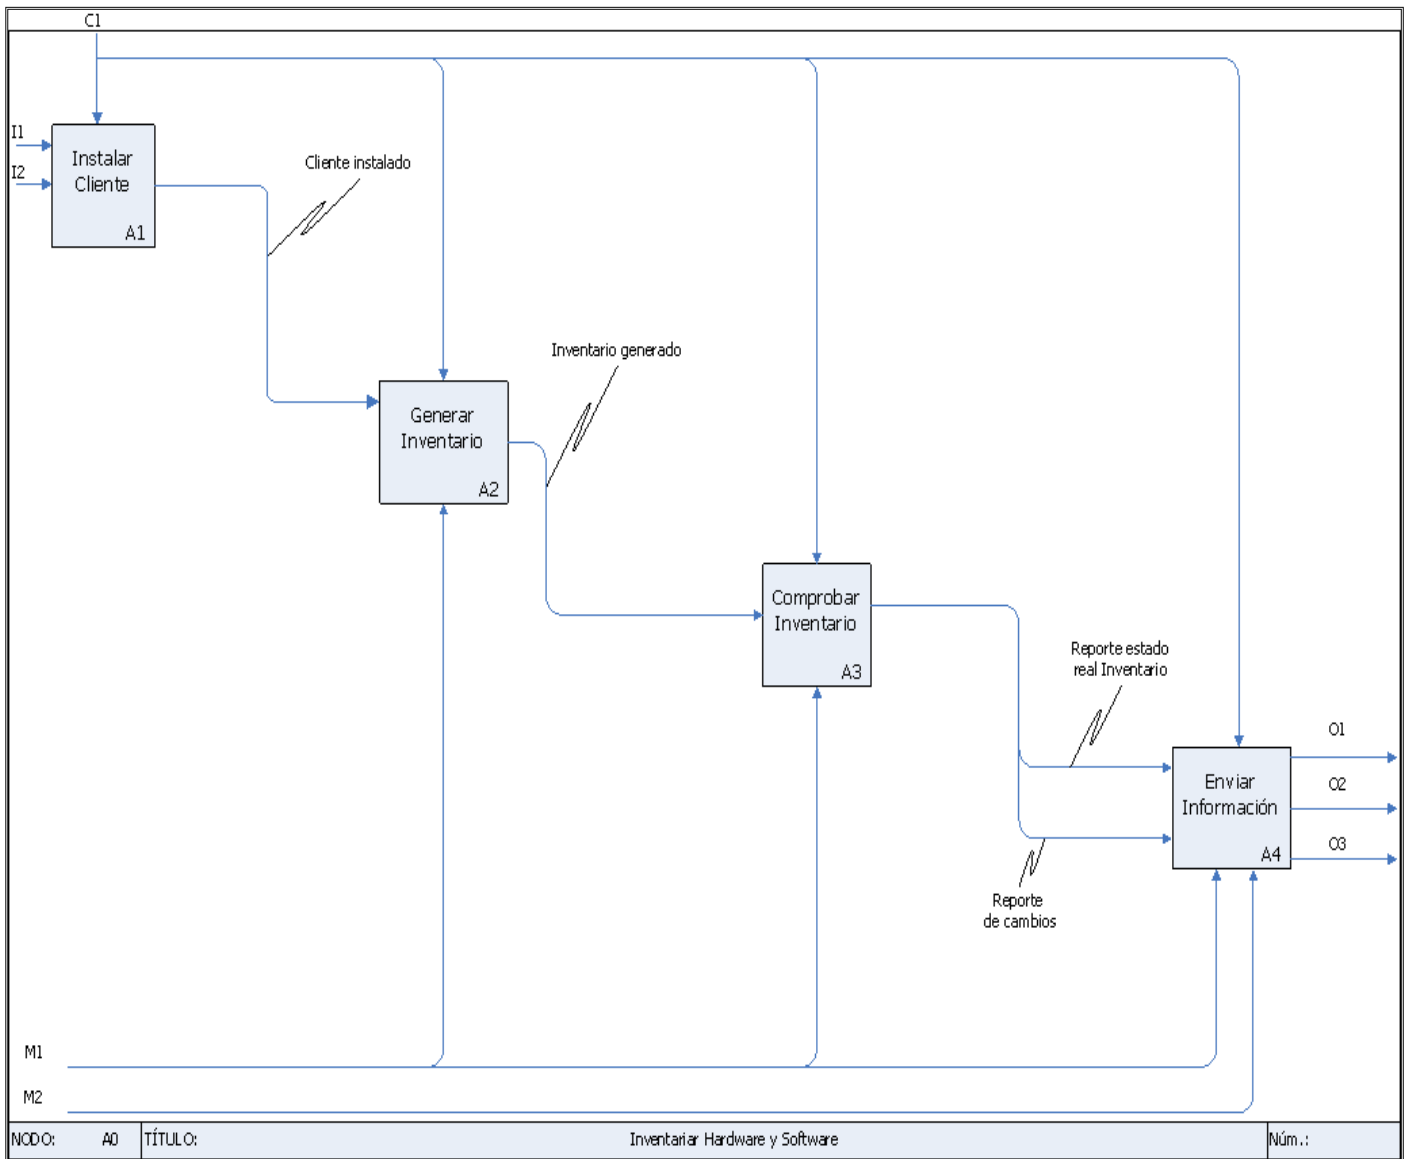 C1
I1
I2
Instalar
Cliente
A1
Cliente instalado
Inventario generado
Generar
Inventario
A2
Comprobar
Inventario
A3
Reporte estado
real Inventario
O1
O2
O3
Enviar
Información
A4
Reporte
de cambios
M1
M2
NODO: A0 TÍTULO: Inventariar Hardware y Software Núm.: